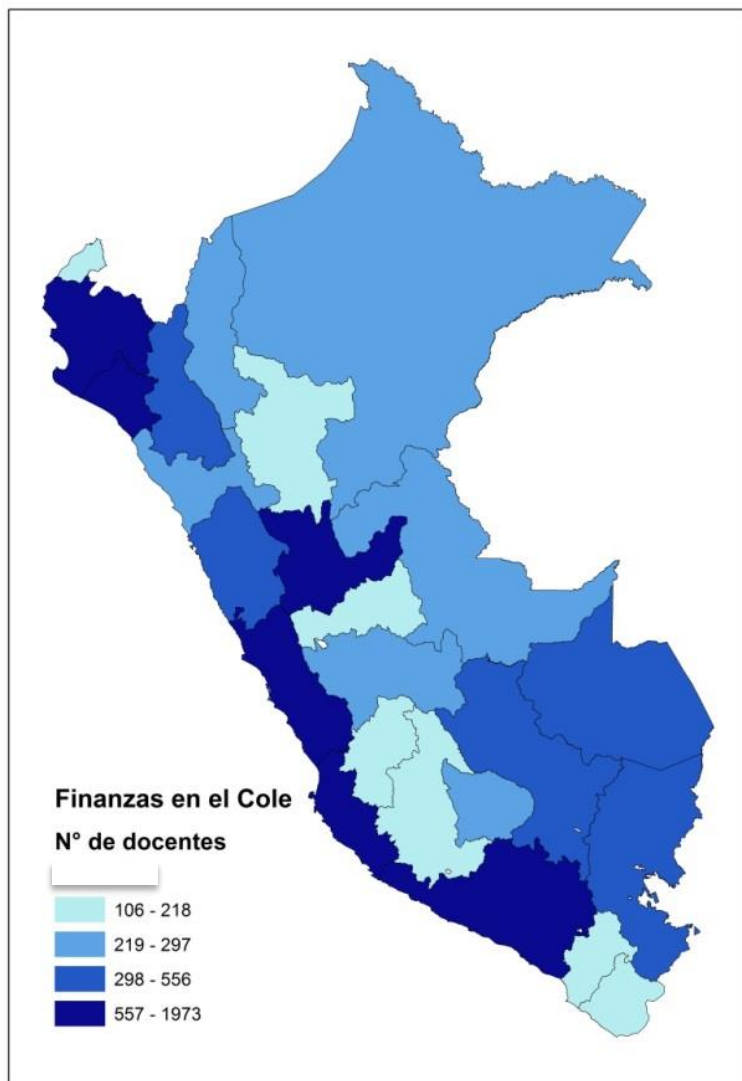 Finanzas en el Cole
N° de docentes
106 - 218
219 - 297
298 - 556
557 - 1973